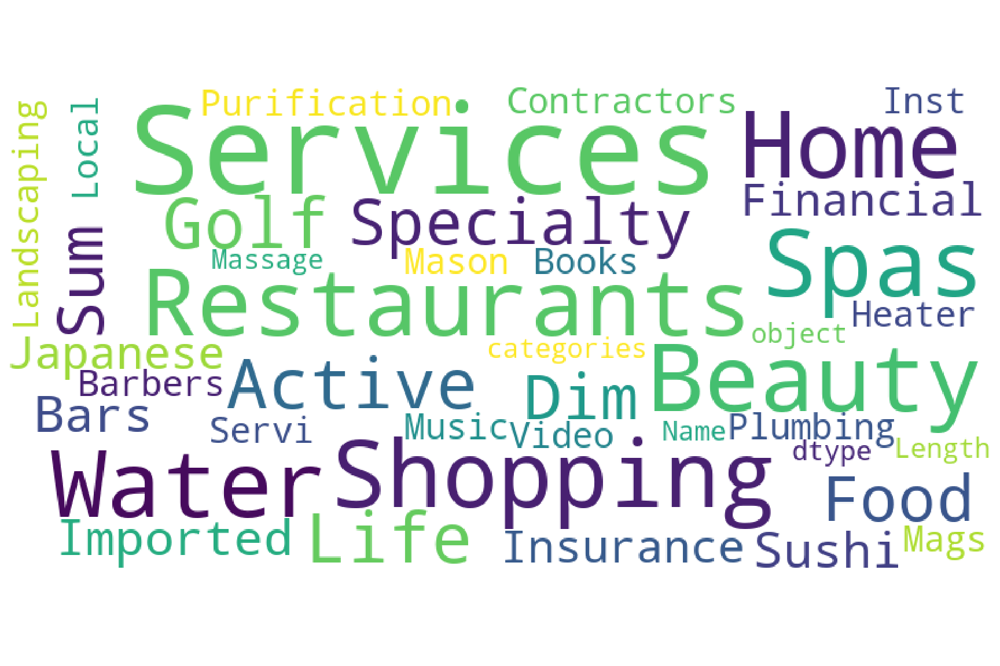 Purification
Contractors
Inst
Landscaping
Local
Services
Home
Financial
Golf
Specialty
Sum
Massage
Mason
Books
Spas
Restaurants
Heater
object
Japanese
categories
Beauty
Barbers
Active
Dim
Bars
Servi
Music
Video
Name
Plumbing
dtype
Length
Water
Shopping
Food
Imported
Life
Insurance
Sushi
Mags